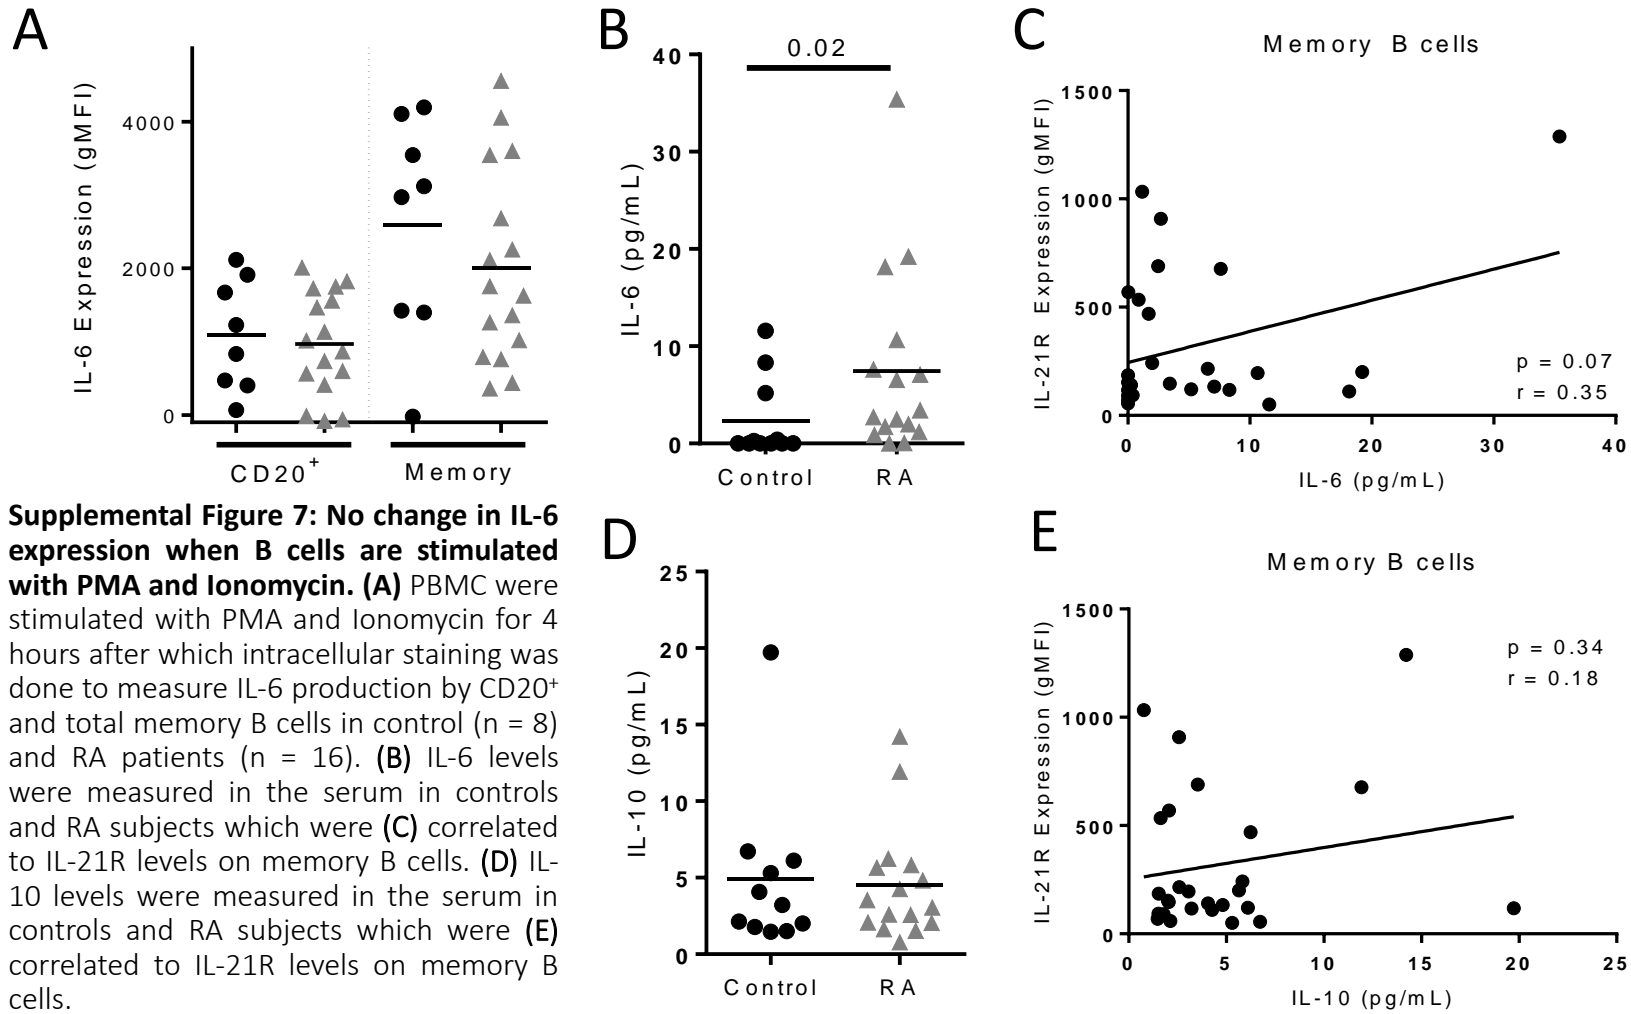 A
IL-6 Expression (gMFI)
4000
2000
0
CD20+
Memory
B
0.02
IL-6 (pg/mL)
40
30
20
10
0
Control RA
C
Memory B cells
IL-21R Expression (gMFI)
1500
1000
500
0
p = 0.07
r = 0.35
0 10 20 30 40
IL-6 (pg/mL)
Supplemental Figure 7: No change in IL-6
expression when B cells are stimulated
with PMA and Ionomycin. (A) PBMC were
stimulated with PMA and Ionomycin for 4
hours after which intracellular staining was
done to measure IL-6 production by CD20+
and total memory B cells in control (n = 8)
and RA patients (n = 16). (B) IL-6 levels
were measured in the serum in controls
and RA subjects which were (C) correlated
to IL-21R levels on memory B cells. (D) IL-
10 levels were measured in the serum in
controls and RA subjects which were (E)
correlated to IL-21R levels on memory B
cells.
D
IL-10 (pg/mL)
25
20
15
10
5
0
Control RA
E
Memory B cells
IL-21R Expression (gMFI)
1500
1000
500
0
p = 0.34
r = 0.18
0 5 10 15 20 25
IL-10 (pg/mL)